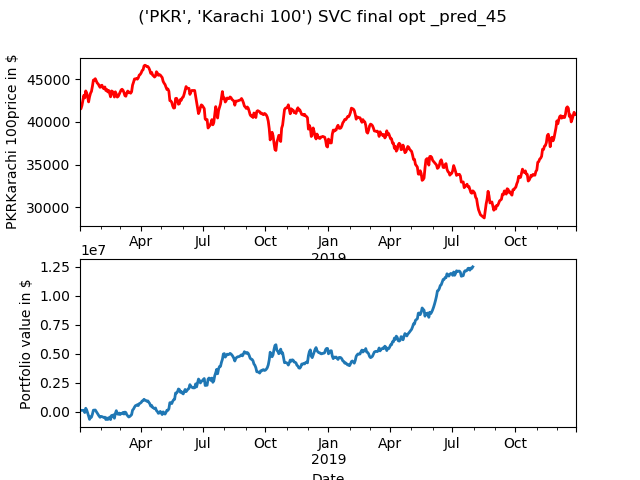 ('PKR', 'Karachi 100') SVC final opt _pred_45
PKRKarachi 100price in $
45000
40000
35000
30000
Apr Jul Oct Jan Apr Jul Oct
2019
1e7
Portfolio value in $
1.25
1.00
0.75
0.50
0.25
0.00
Apr Jul Oct Jan Apr Jul Oct
2019
Date